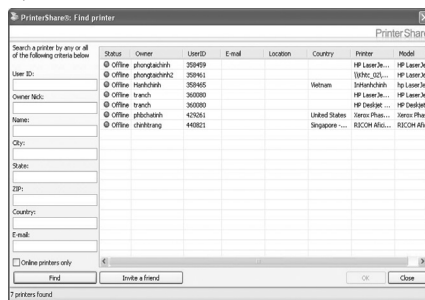 PrinterShare®: Find printer
PrinterShare
Search a printer by any or all
of the following criteria below
User ID:
Owner Nick:
Name:
City:
State:
ZIP:
Country:
E-mail:
Online printers only
Find
Status Owner UserID E-mail Location Country Printer Model
Offline phongtaichinh 358459 HP LaserJe... HP LaserJe
Offline phongtaichinh2 358461 \\(khtc_02\... HP LaserJe
Offline Hanhchinh 358465 Vietnam InHanhchinh hp LaserJe
Offline tranch 360080 HP LaserJe... HP LaserJe
Offline tranch 360080 HP Deskjet ... HP Deskjet
Offline phbchatinh 429261 United States Xerox Phas... Xerox Phas
Offline chinhtrang 440821 Singapore -... RICOH Afici... RICOH Afic
Invite a friend
OK
Close
7 printers found